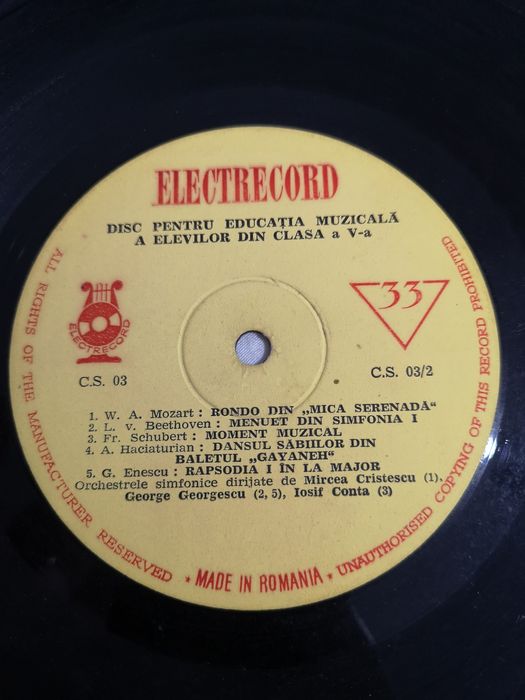 ELECTRECORD
DISC PENTRU EDUCAȚIA MUZICALĂ
A ELEVILOR DIN CLASA a V-a
ELECTRECORD
33
C.S. 03
C.S. 03/2
1. W. A. Mozart : RONDO DIN „MICA SERENADĂ“
2. L. v. Beethoven : MENUET DIN SIMFONIA I
3. Fr. Schubert : MOMENT MUZICAL
4. A. Haciaturian : DANSUL SABIILOR DIN
BALETUL „GAYANEH“
5. G. Enescu : RAPSODIA I ÎN LA MAJOR
Orchestrele simfonice dirijate de Mircea Cristescu (1),
George Georgescu (2, 5), Iosif Conta (3)
ALL RIGHTS OF THE MANUFACTURER RESERVED ★ MADE IN ROMANIA ★ UNAUTHORISED COPYING OF THIS RECORD PROHIBITED